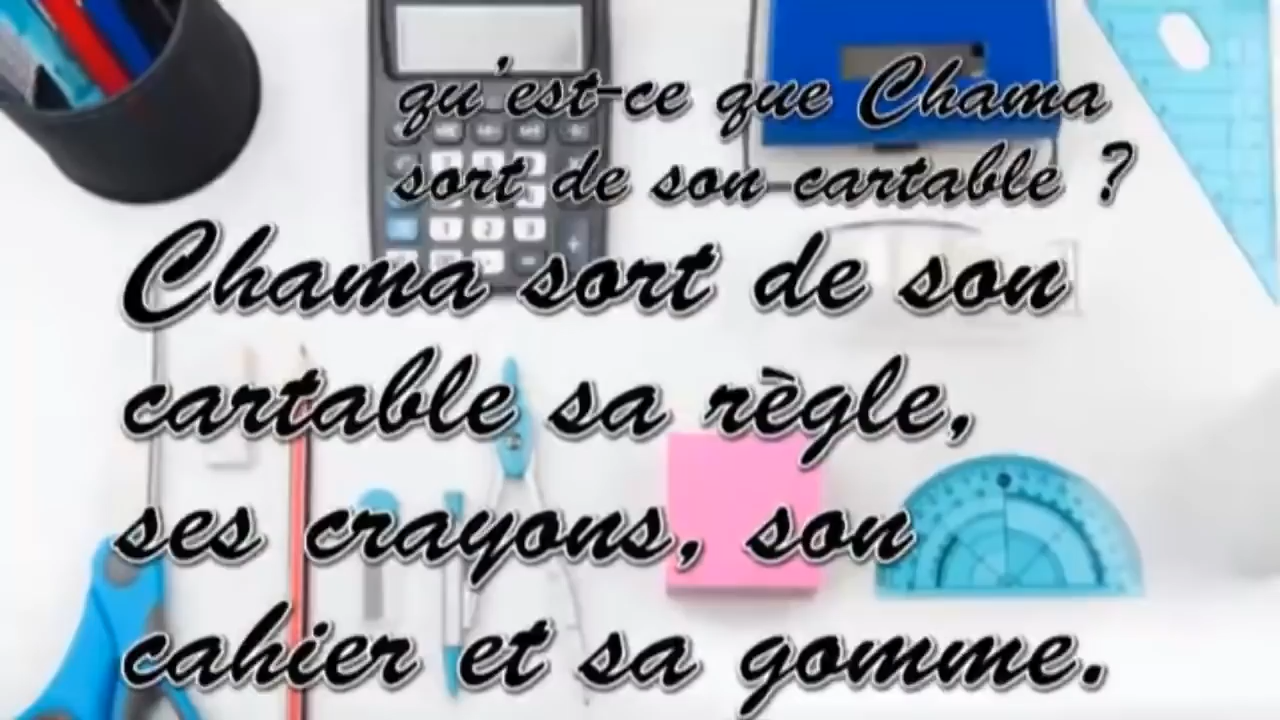 qu'est-ce que Chama
sort de son cartable ?
Chama sort de son
cartable sa règle,
ses crayons, son
cahier et sa gomme.